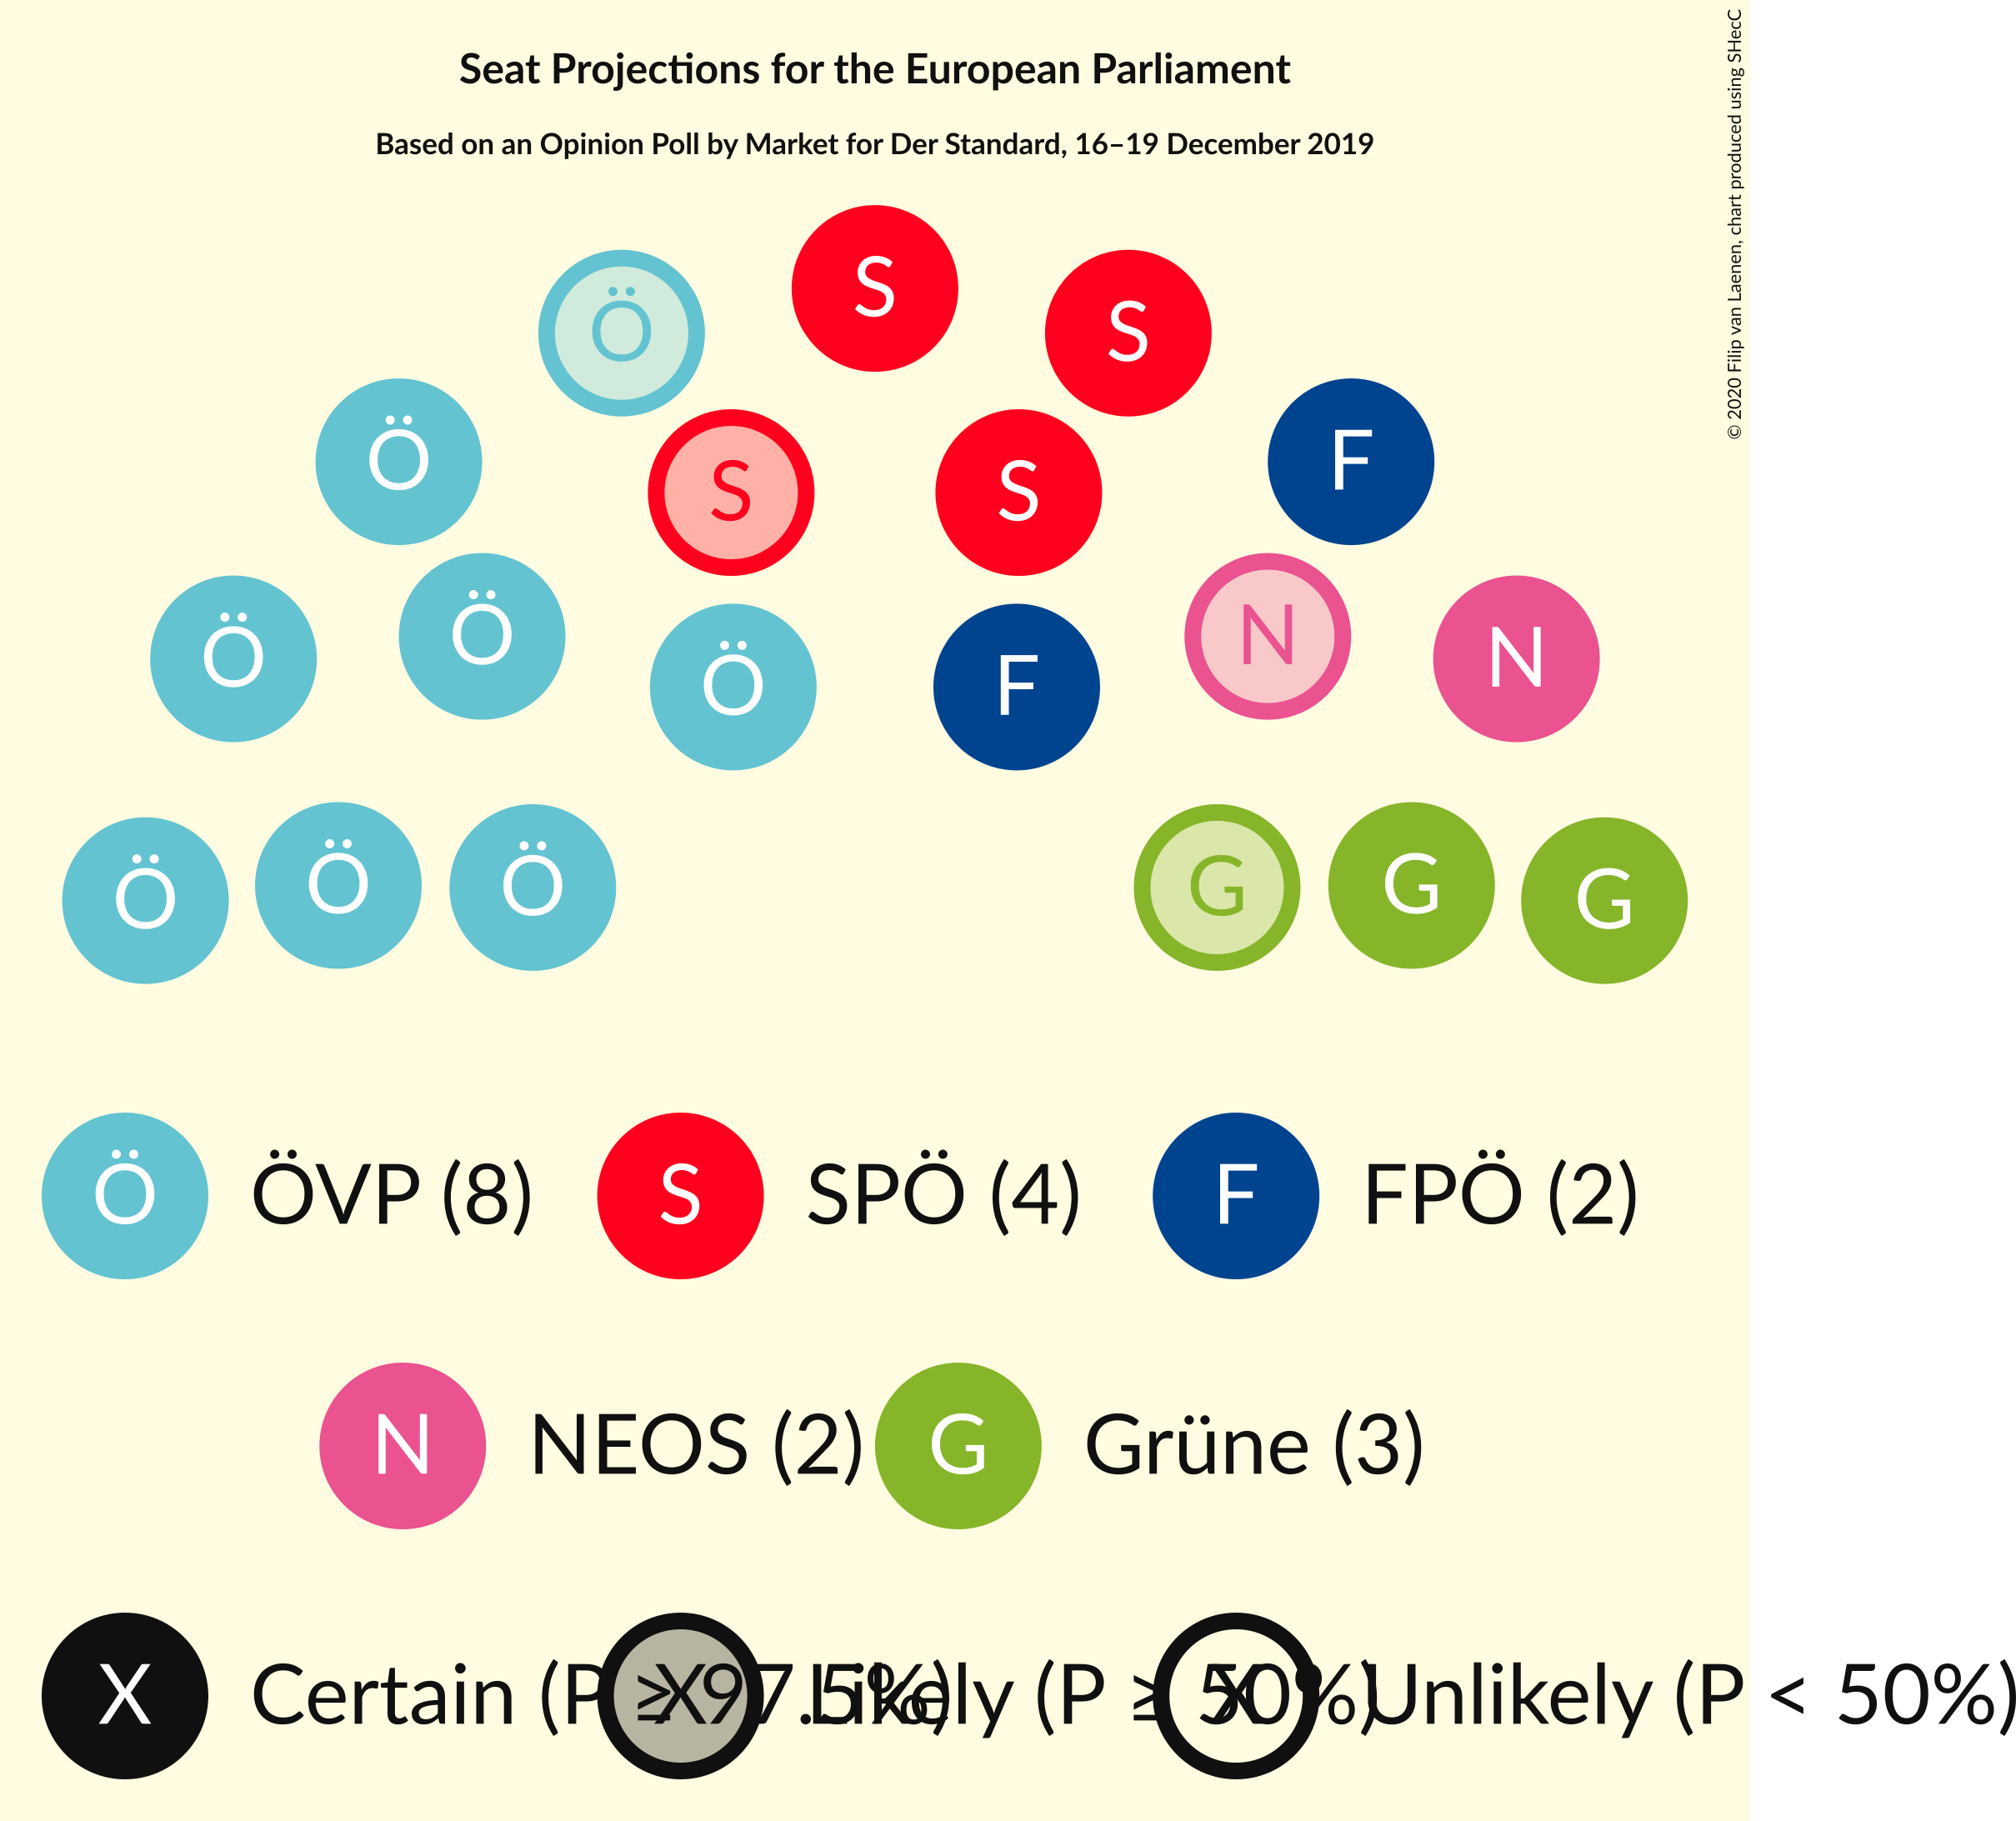 Seat Projections for the European Parliament
Based on an Opinion Poll by Market for Der Standard, 16–19 December 2019
© 2020 Filip van Laenen, chart produced using SHecC
S
Ö S
Ö F
S S
Ö Ö N N
Ö F
Ö Ö Ö G G G
Ö ÖVP (8) S SPÖ (4) F FPÖ (2)
N NEOS (2) G Grüne (3)
X Certain (P ≥ 97.5%) X Likely (P ≥ 50%) X Unlikely (P < 50%)